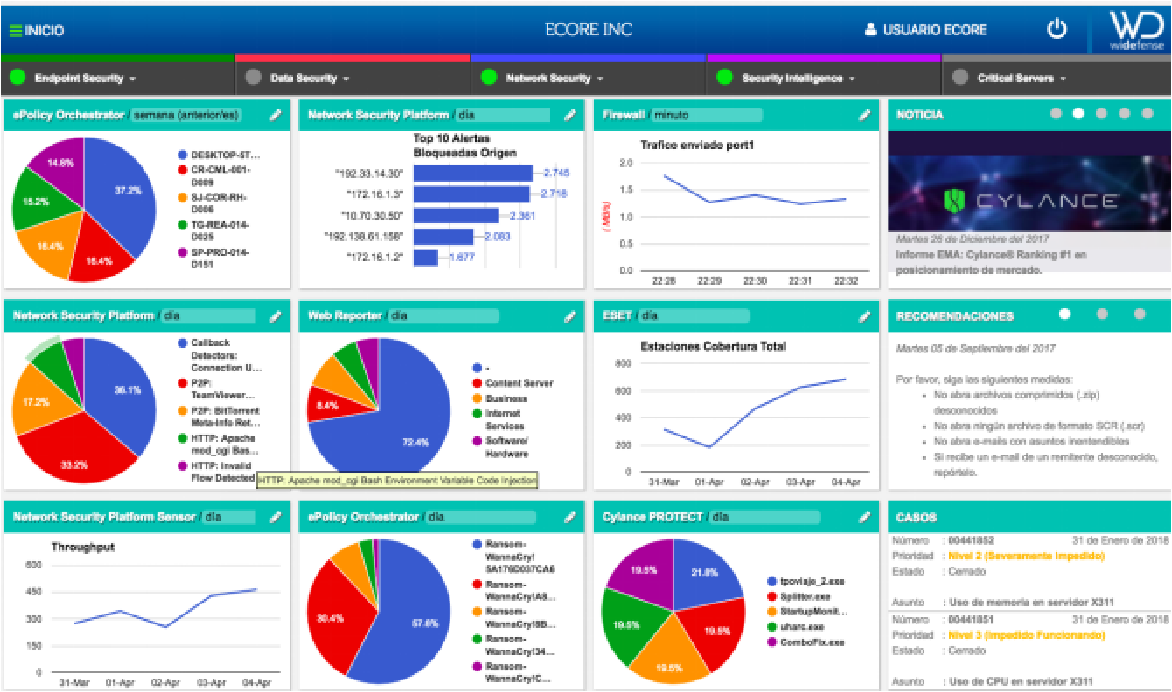 INICIO
ECORE INC
USUARIO ECORE
WD
widefense
Endpoint Security
Data Security
Network Security
Security Intelligence
Critical Servers
ePolicy Orchestrator / semana (anterior/es)
14.8%
37.2%
15.2%
16.4%
16.4%
DESKTOP-ST...
CR-CML-001-
D009
SJ-COR-RH-
D006
TG-REA-014-
D025
SP-PRO-014-
D151
Network Security Platform / dia
Top 10 Alertas
Bloqueadas Origen
"192.33.14.30"
2.745
"172.16.1.3"
2.718
"10.70.30.50"
2.361
"192.138.61.158"
2.093
"172.16.1.2"
1.677
Firewall / minuto
Trafico enviado port1
( MB/s)
2.0
1.5
1.0
0.5
0.0
22:28 22:29 22:30 22:31 22:32
NOTICIA
CYLANCE
Martes 26 de Diciembre del 2017
Informe EMA: Cylance® Ranking #1 en
posicionamiento de mercado.
Network Security Platform / dia
36.1%
17.2%
33.2%
Callback
Detectors:
Connection U...
P2P:
TeamViewer...
P2P: BitTorrent
Meta-Info Ret...
HTTP: Apache
mod_cgi Bas...
HTTP: Invalid
Flow Detected
HTTP: Apache mod_cgi Bash Environment Variable Code Injection
Web Reporter / dia
8.4%
72.4%
-
Content Server
Business
Internet
Services
Software/
Hardware
ESET / dia
Estaciones Cobertura Total
800
600
400
200
0
31-Mar 01-Apr 02-Apr 03-Apr 04-Apr
RECOMENDACIONES
Martes 05 de Septiembre del 2017
Por favor, siga las siguientes medidas:
No abra archivos comprimidos (.zip)
desconocidos
No abra ningún archivo de formato SCR (.scr)
No abra e-mails con asuntos inentendibles
Si recibe un e-mail de un remitente desconocido,
repórtelo.
Network Security Platform Sensor / dia
Throughput
600
450
300
150
0
31-Mar 01-Apr 02-Apr 03-Apr 04-Apr
ePolicy Orchestrator / dia
30.4%
57.6%
Ransom-
WannaCry!
5A176D037CA6
Ransom-
WannaCry!A8...
Ransom-
WannaCry!9B...
Ransom-
WannaCry!34...
Ransom-
WannaCry!C...
Cylance PROTECT / dia
19.5%
21.8%
19.5%
19.5%
19.5%
tpoviajo_2.exe
Splitter.exe
StartupMonit...
uharc.exe
ComboFix.exe
CASOS
Número : 00441852 31 de Enero de 2018
Prioridad : Nivel 2 (Severamente Impedido)
Estado : Cerrado
Asunto : Uso de memoria en servidor X311
Número : 00441851 31 de Enero de 2018
Prioridad : Nivel 3 (Impedido Funcionando)
Estado : Cerrado
Asunto : Uso de CPU en servidor X311